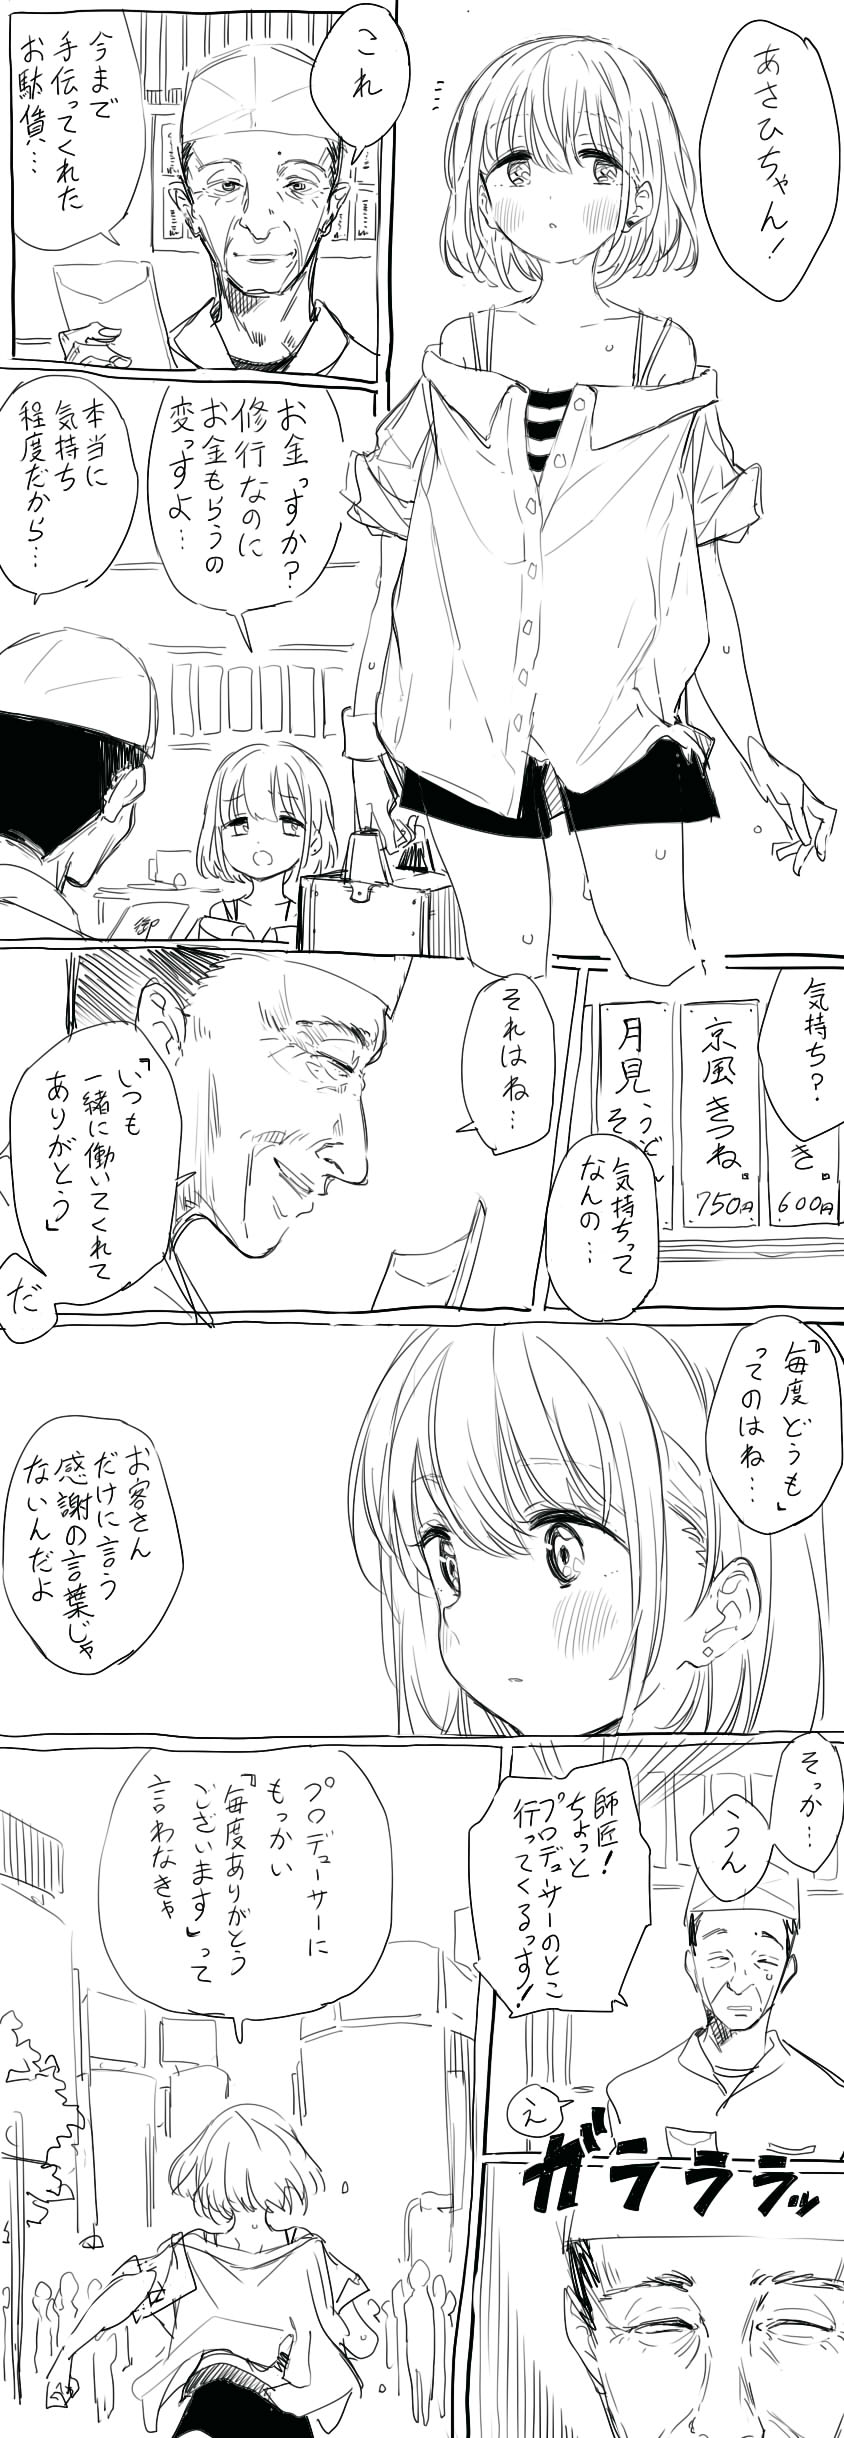 あさひちゃん!
これ
今まで
手伝ってくれた
お駄賃…
お金っすか?
修行なのに
お金もらうの
変っすよ…
本当に
気持ち
程度だから…
御
気持ち?
き。
600円
京風きつね。
750円
月見うどん
そ
気持ちって
なんの…
それはね…
「いつも
一緒に働いてくれて
ありがとう」
だ
「毎度どうも」
ってのはね…
お客さん
だけに言う
感謝の言葉じゃ
ないんだよ
そっか…
うん
師匠!
ちょっと
プロデューサーのとこ
行ってくるっす!
え
ガラララッ
プロデューサーに
もっかい
『毎度ありがとう
ございます』って
言わなきゃ